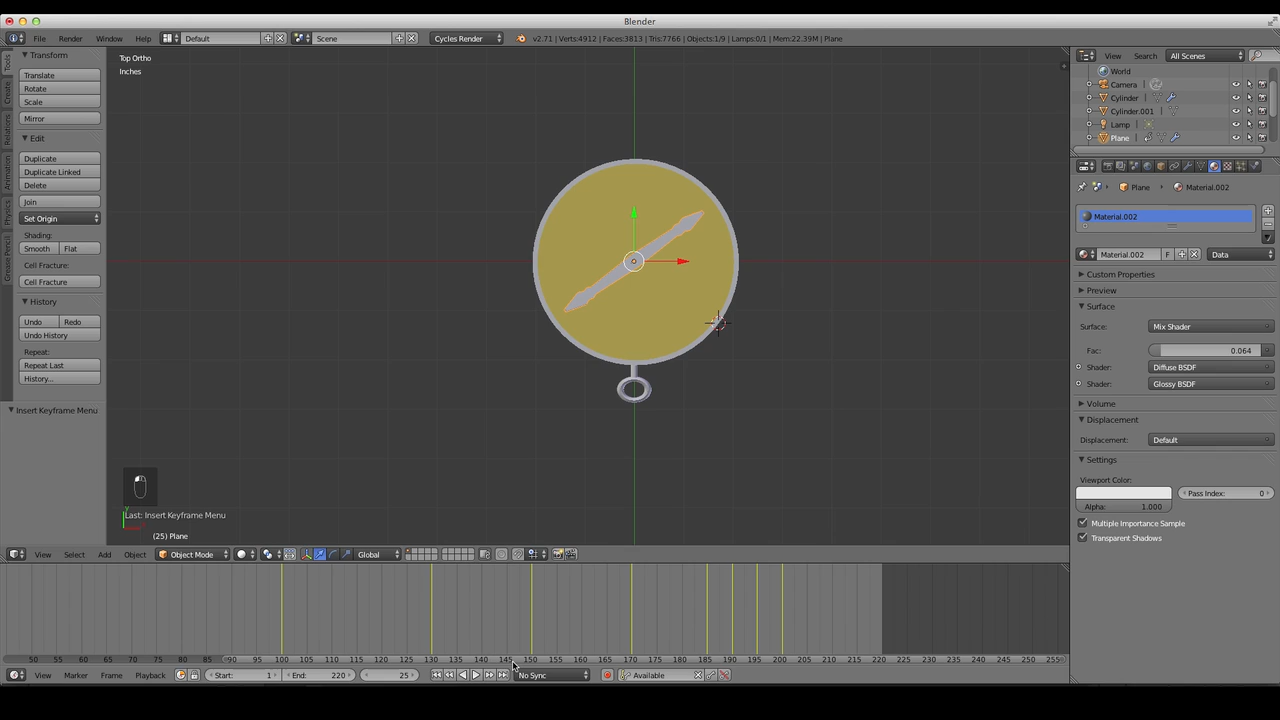 Blender
File Render Window Help Default Scene Cycles Render v2.71 | Verts:4912 | Faces:3813 | Tris:7766 | Objects:1/9 | Lamps:0/1 | Mem:22.39M | Plane
Tools
Create
Relations
Animation
Physics
Grease Pencil
Transform
Translate
Rotate
Scale
Mirror
Edit
Duplicate
Duplicate Linked
Delete
Join
Set Origin
Shading:
Smooth Flat
Cell Fracture:
Cell Fracture
History
Undo Redo
Undo History
Repeat:
Repeat Last
History...
Insert Keyframe Menu
Top Ortho
Inches
Last: Insert Keyframe Menu
(25) Plane
View Search All Scenes
World
Camera
Cylinder
Cylinder.001
Lamp
Plane
Plane Material.002
Material.002
Material.002 F Data
Custom Properties
Preview
Surface
Surface: Mix Shader
Fac: 0.064
Shader: Diffuse BSDF
Shader: Glossy BSDF
Volume
Displacement
Displacement: Default
Settings
Viewport Color:
Pass Index: 0
Alpha: 1.000
Multiple Importance Sample
Transparent Shadows
View Select Add Object Object Mode Global
50 55 60 65 70 75 80 85 90 95 100 105 110 115 120 125 130 135 140 145 150 155 160 165 170 175 180 185 190 195 200 205 210 215 220 225 230 235 240 245 250 255
View Marker Frame Playback Start: 1 End: 220 25 No Sync Available